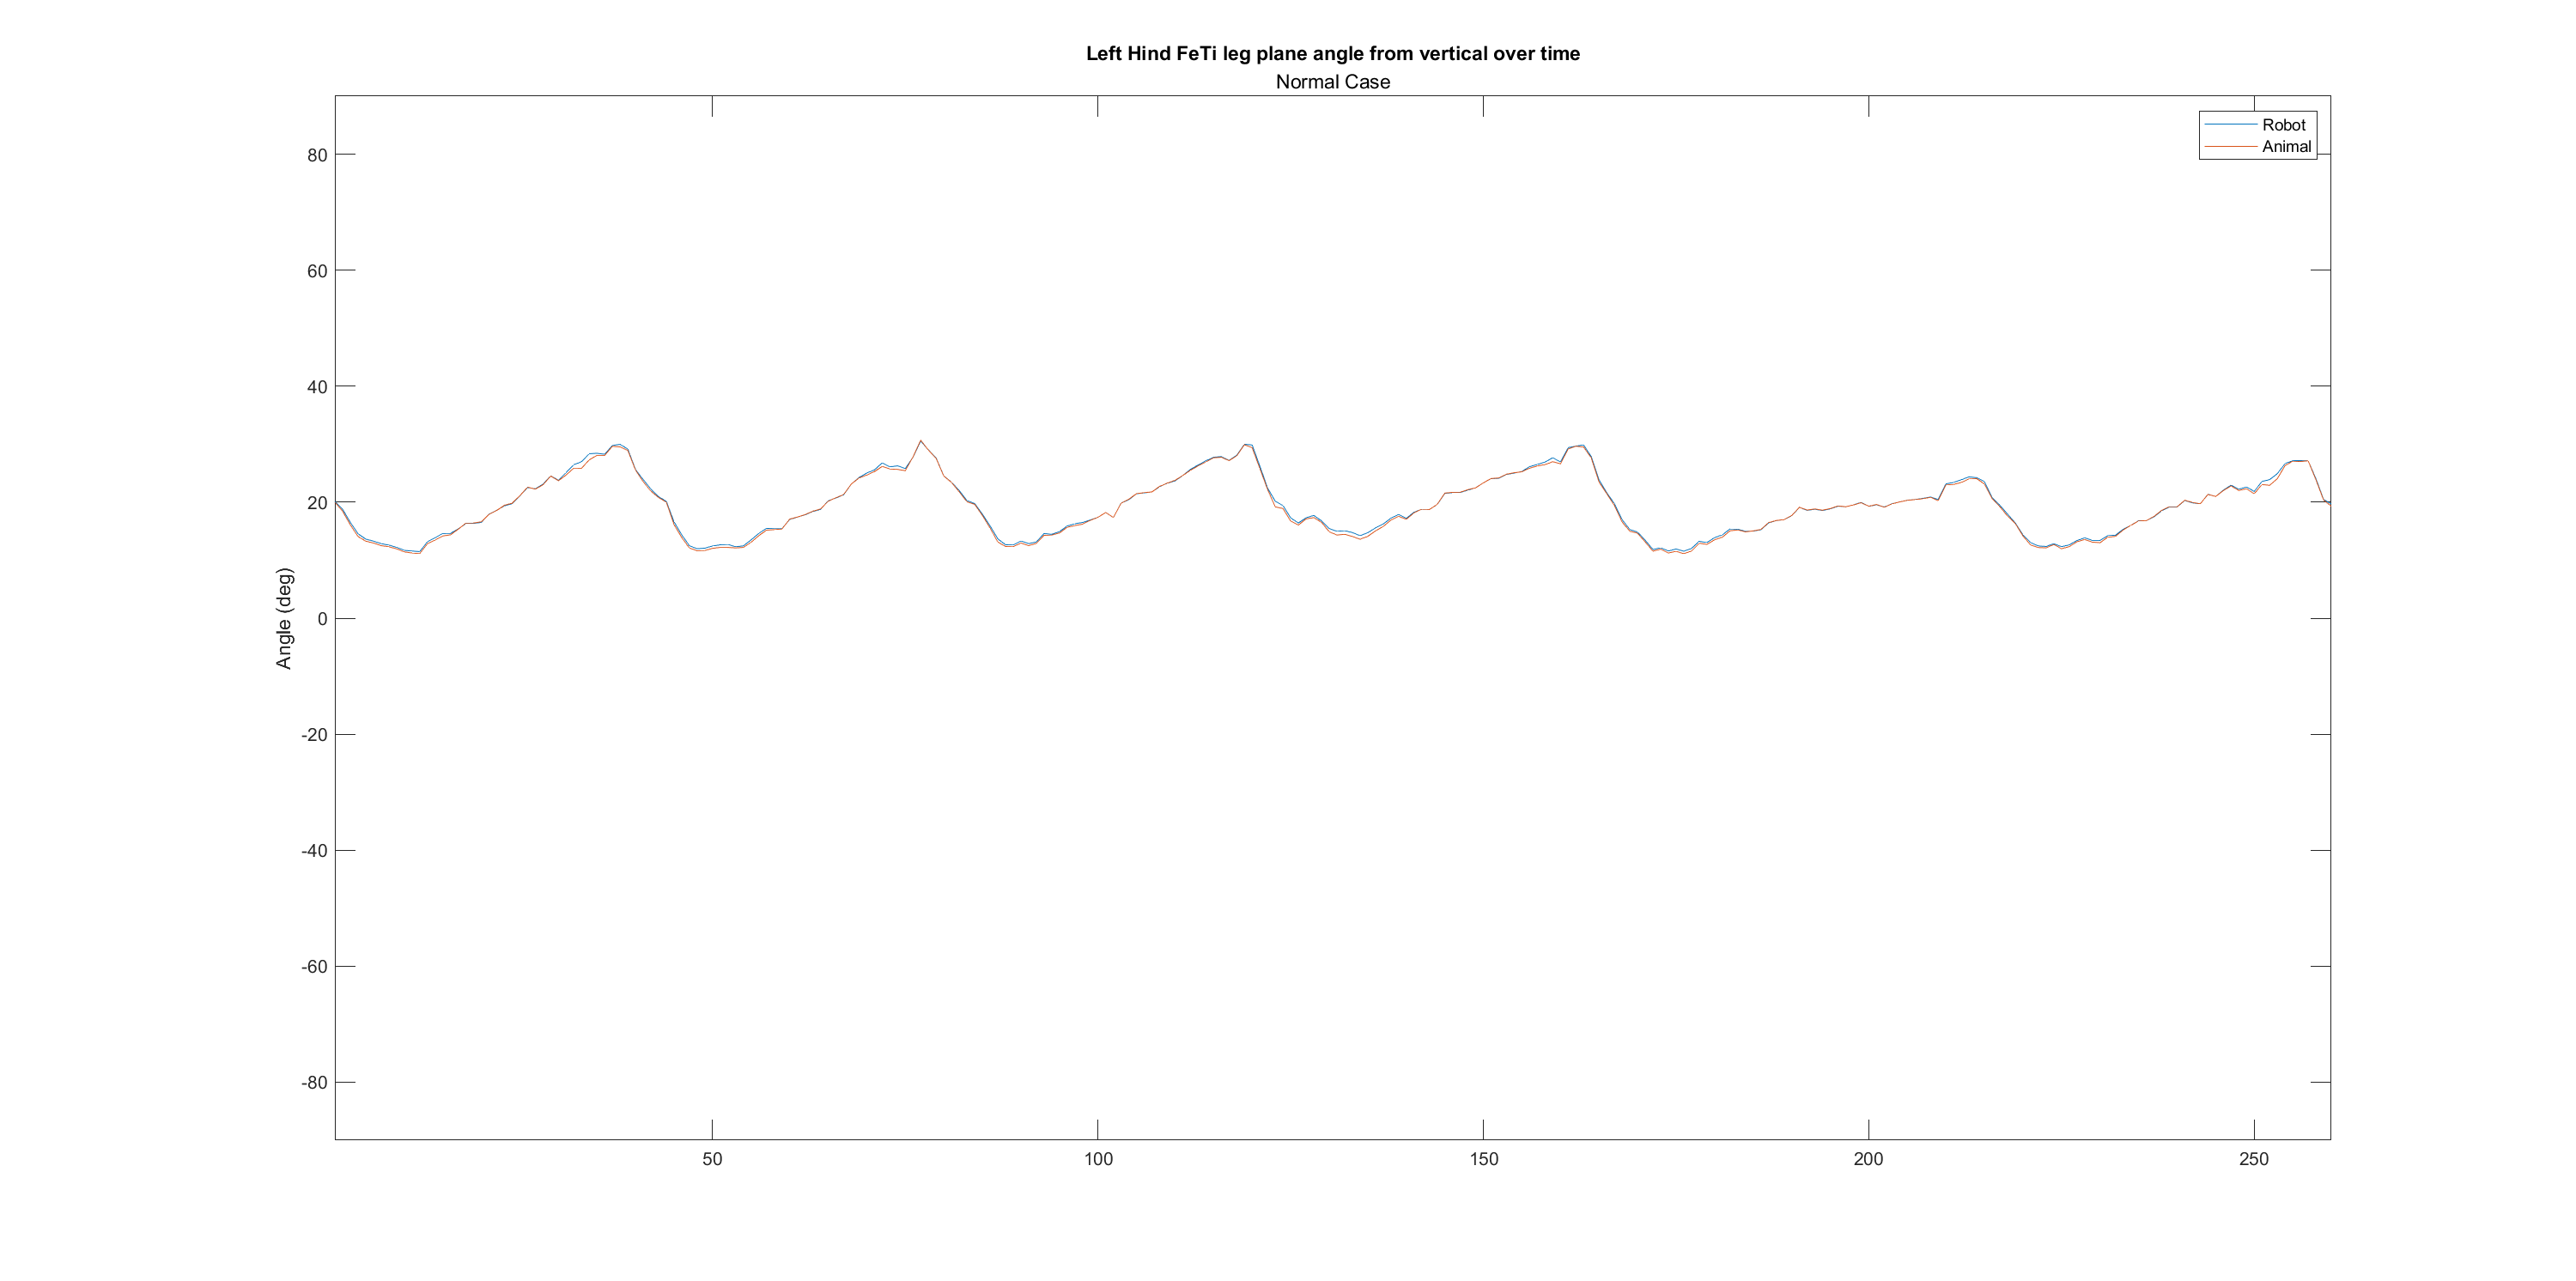 Left Hind FeTi leg plane angle from vertical over time
Normal Case
Robot
Animal
80
60
40
20
0
-20
-40
-60
-80
Angle (deg)
50 100 150 200 250